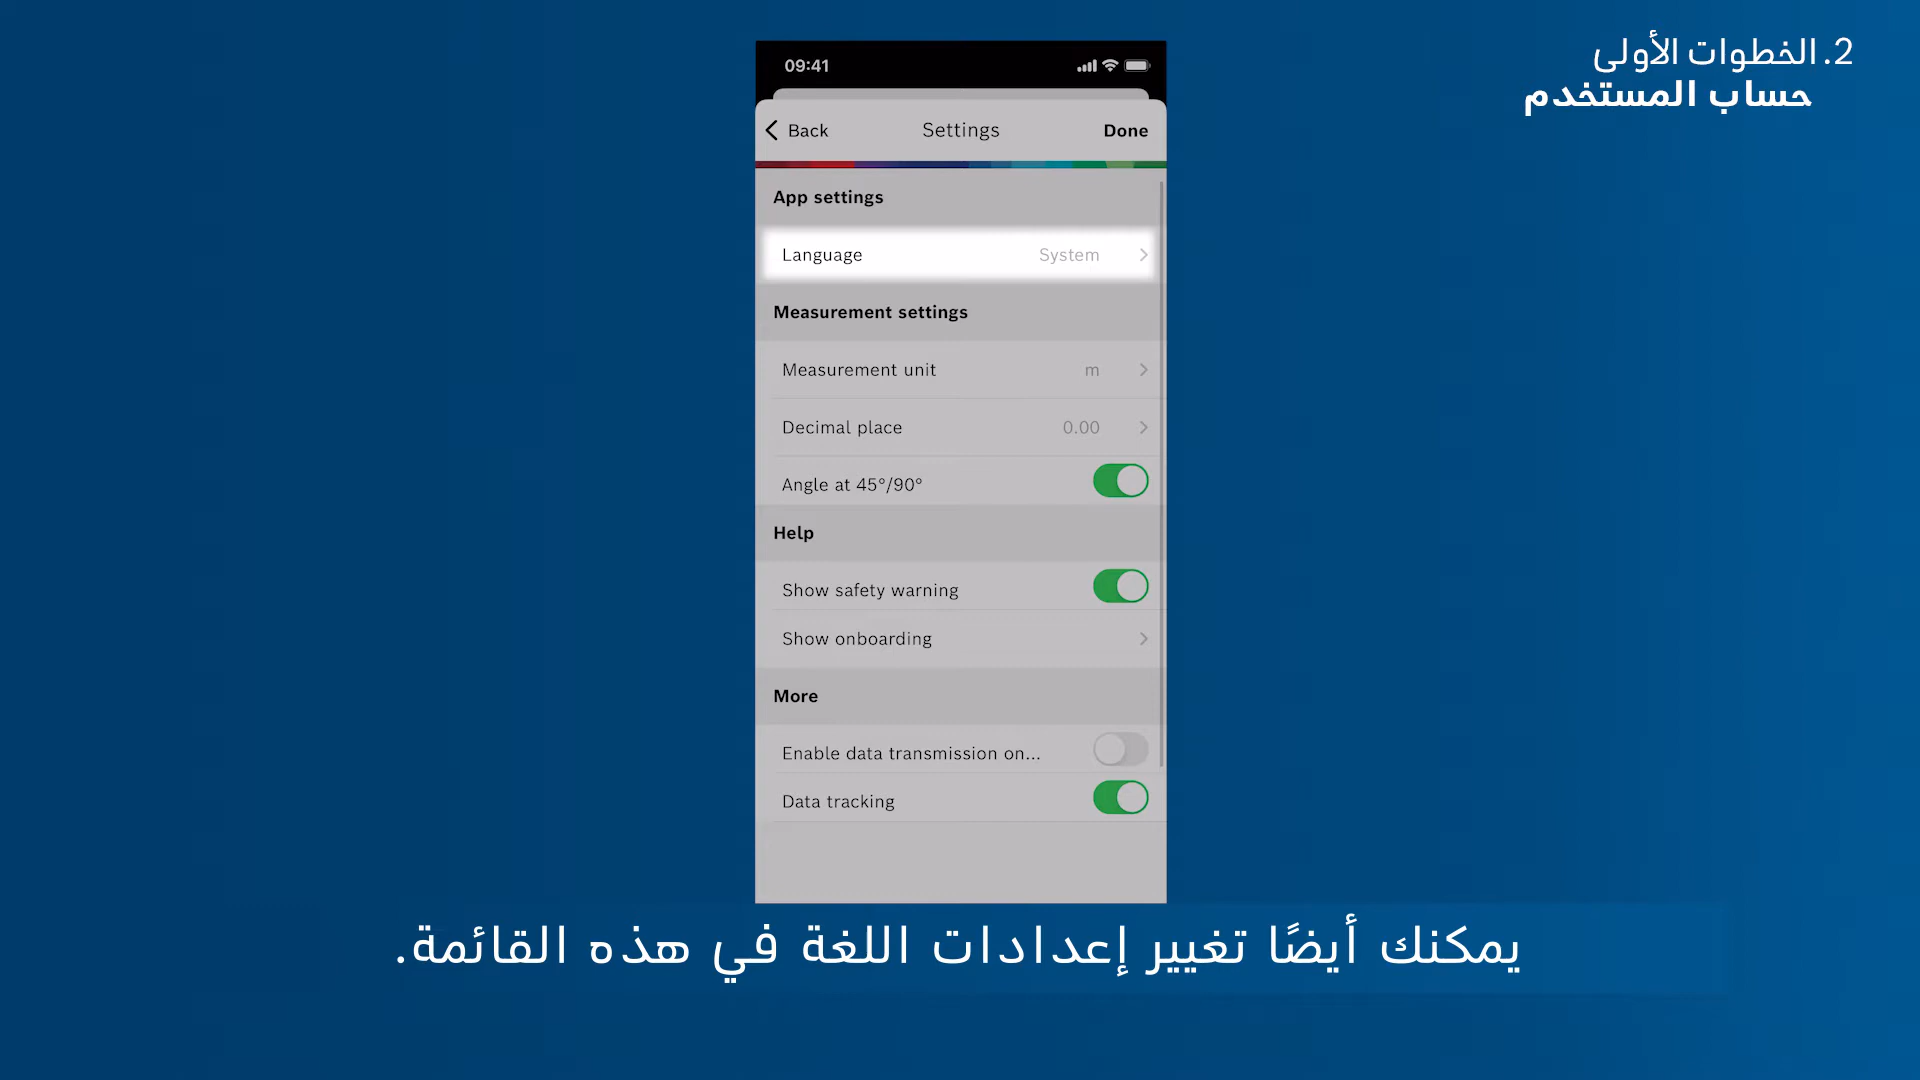 2. الخطوات الأولى
حساب المستخدم
09:41
Back Settings Done
App settings
Language System
Measurement settings
Measurement unit m
Decimal place 0.00
Angle at 45°/90°
Help
Show safety warning
Show onboarding
More
Enable data transmission on...
Data tracking
يمكنك أيضًا تغيير إعدادات اللغة في هذه القائمة.